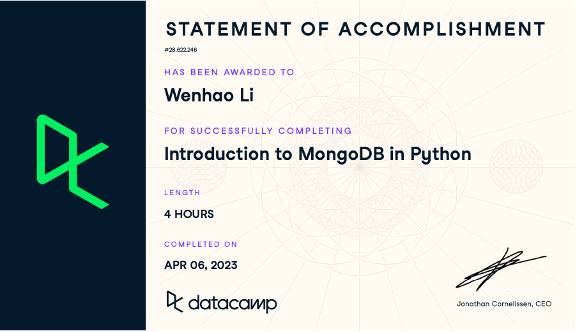 STATEMENT OF ACCOMPLISHMENT
#28,622,246
HAS BEEN AWARDED TO
Wenhao Li
FOR SUCCESSFULLY COMPLETING
Introduction to MongoDB in Python
LENGTH
4 HOURS
COMPLETED ON
APR 06, 2023
datacamp
Jonathan Cornelissen, CEO